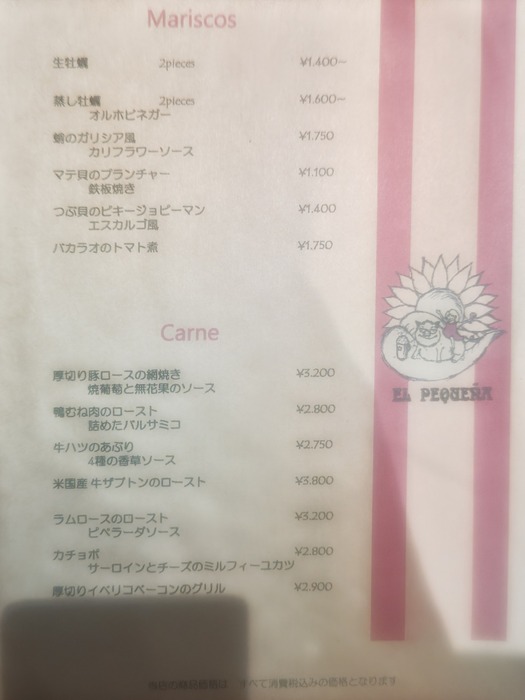 Mariscos
生牡蠣 2pieces ¥1.400~
蒸し牡蠣 2pieces ¥1.600~
オルホビネガー
蛸のガリシア風 ¥1.750
カリフラワーソース
マテ貝のプランチャー ¥1.100
鉄板焼き
つぶ貝のピキージョピーマン ¥1.400
エスカルゴ風
バカラオのトマト煮 ¥1.750
Carne
厚切り豚ロースの網焼き ¥3.200
焼葡萄と無花果のソース
鴨むね肉のロースト ¥2.800
詰めたバルサミコ
牛ハツのあぶり ¥2.750
4種の香草ソース
米国産 牛ザブトンのロースト ¥3.800
ラムロースのロースト ¥3.200
ピペラーダソース
カチョポ ¥2.800
サーロインとチーズのミルフィーユカツ
厚切りイベリコベーコンのグリル ¥2.900
EL PEQUEÑA
当店の表記価格は、すべて消費税込みの価格となります